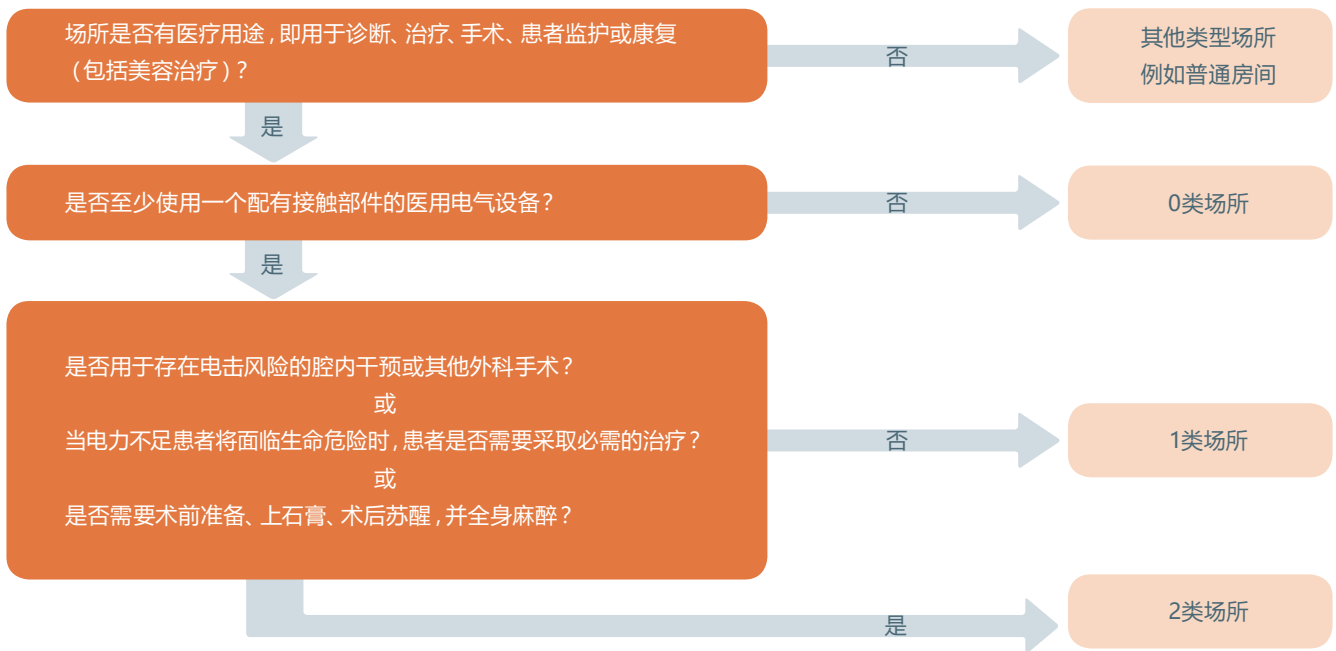 场所是否有医疗用途,即用于诊断、治疗、手术、患者监护或康复
(包括美容治疗)?
否
其他类型场所
例如普通房间
是
是否至少使用一个配有接触部件的医用电气设备?
否
0类场所
是
是否用于存在电击风险的腔内干预或其他外科手术?
或
当电力不足患者将面临生命危险时,患者是否需要采取必需的治疗?
或
是否需要术前准备、上石膏、术后苏醒,并全身麻醉?
否
1类场所
是
2类场所